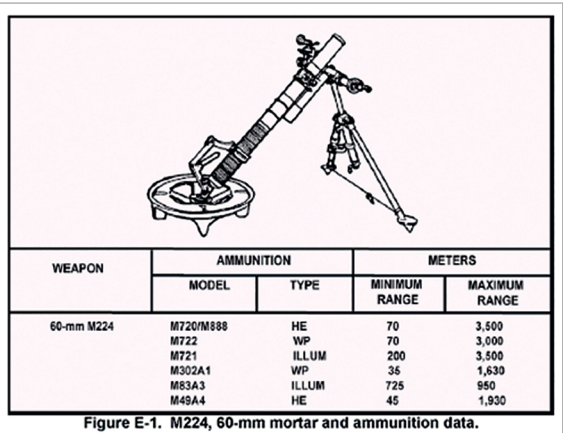 WEAPON AMMUNITION METERS
MODEL TYPE MINIMUM RANGE MAXIMUM RANGE
60-mm M224 M720/M888 HE 70 3,500
M722 WP 70 3,000
M721 ILLUM 200 3,500
M302A1 WP 35 1,630
M83A3 ILLUM 725 950
M49A4 HE 45 1,930
Figure E-1. M224, 60-mm mortar and ammunition data.